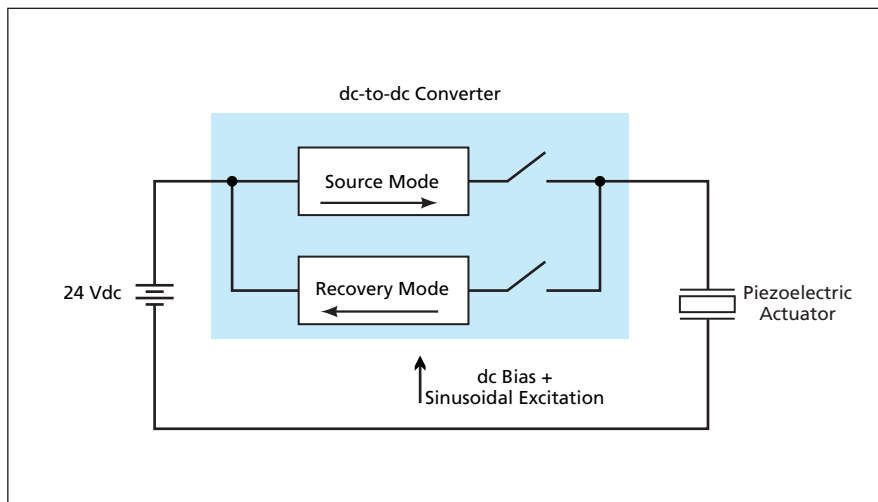 dc-to-dc Converter
Source Mode
Recovery Mode
24 Vdc
Piezoelectric
Actuator
dc Bias +
Sinusoidal Excitation